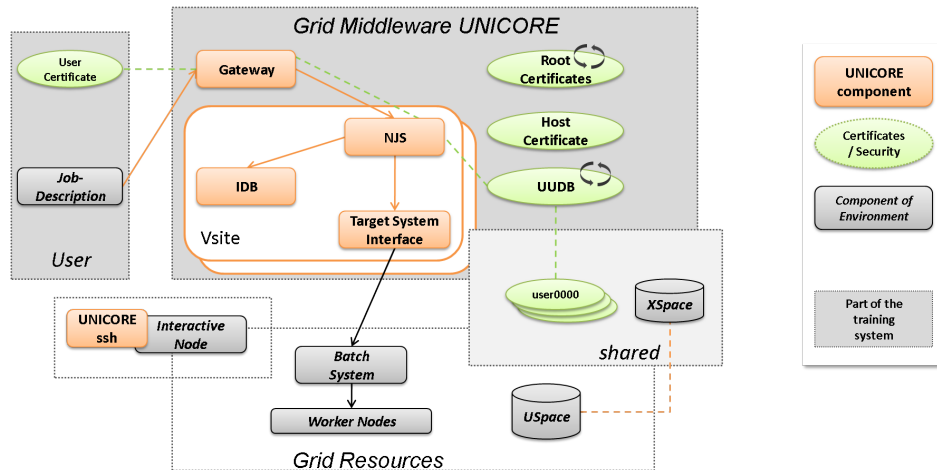 Grid Middleware UNICORE
User
Certificate
Gateway
Root
Certificates
NJS
Host
Certificate
IDB
UUDB
Job-
Description
Target System
Interface
Vsite
User
user0000
XSpace
shared
UNICORE
ssh
Interactive
Node
Batch
System
Worker Nodes
USpace
Grid Resources
UNICORE
component
Certificates
/ Security
Component of
Environment
Part of the
training
system